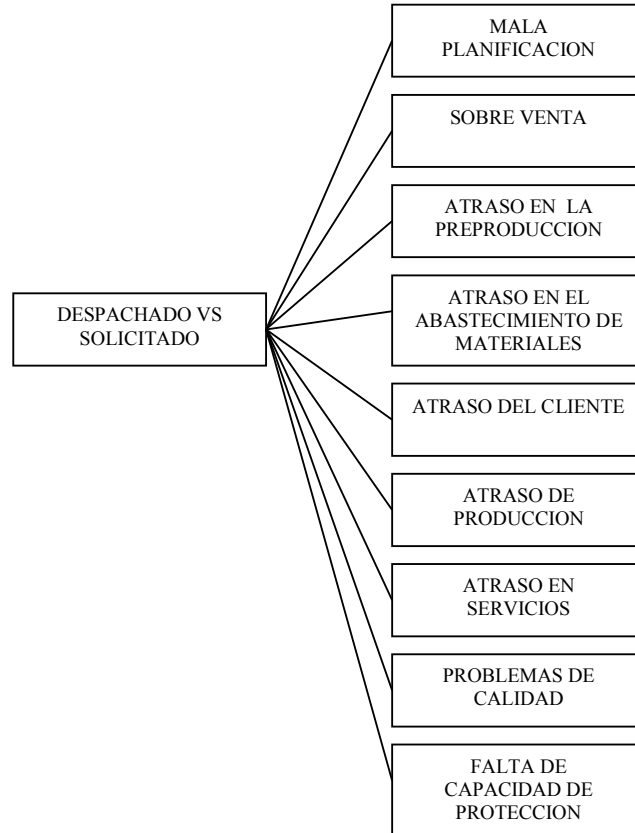 MALA
PLANIFICACION
SOBRE VENTA
ATRASO EN LA
PREPRODUCCION
DESPACHADO VS
SOLICITADO
ATRASO EN EL
ABASTECIMIENTO DE
MATERIALES
ATRASO DEL CLIENTE
ATRASO DE
PRODUCCION
ATRASO EN
SERVICIOS
PROBLEMAS DE
CALIDAD
FALTA DE
CAPACIDAD DE
PROTECCION